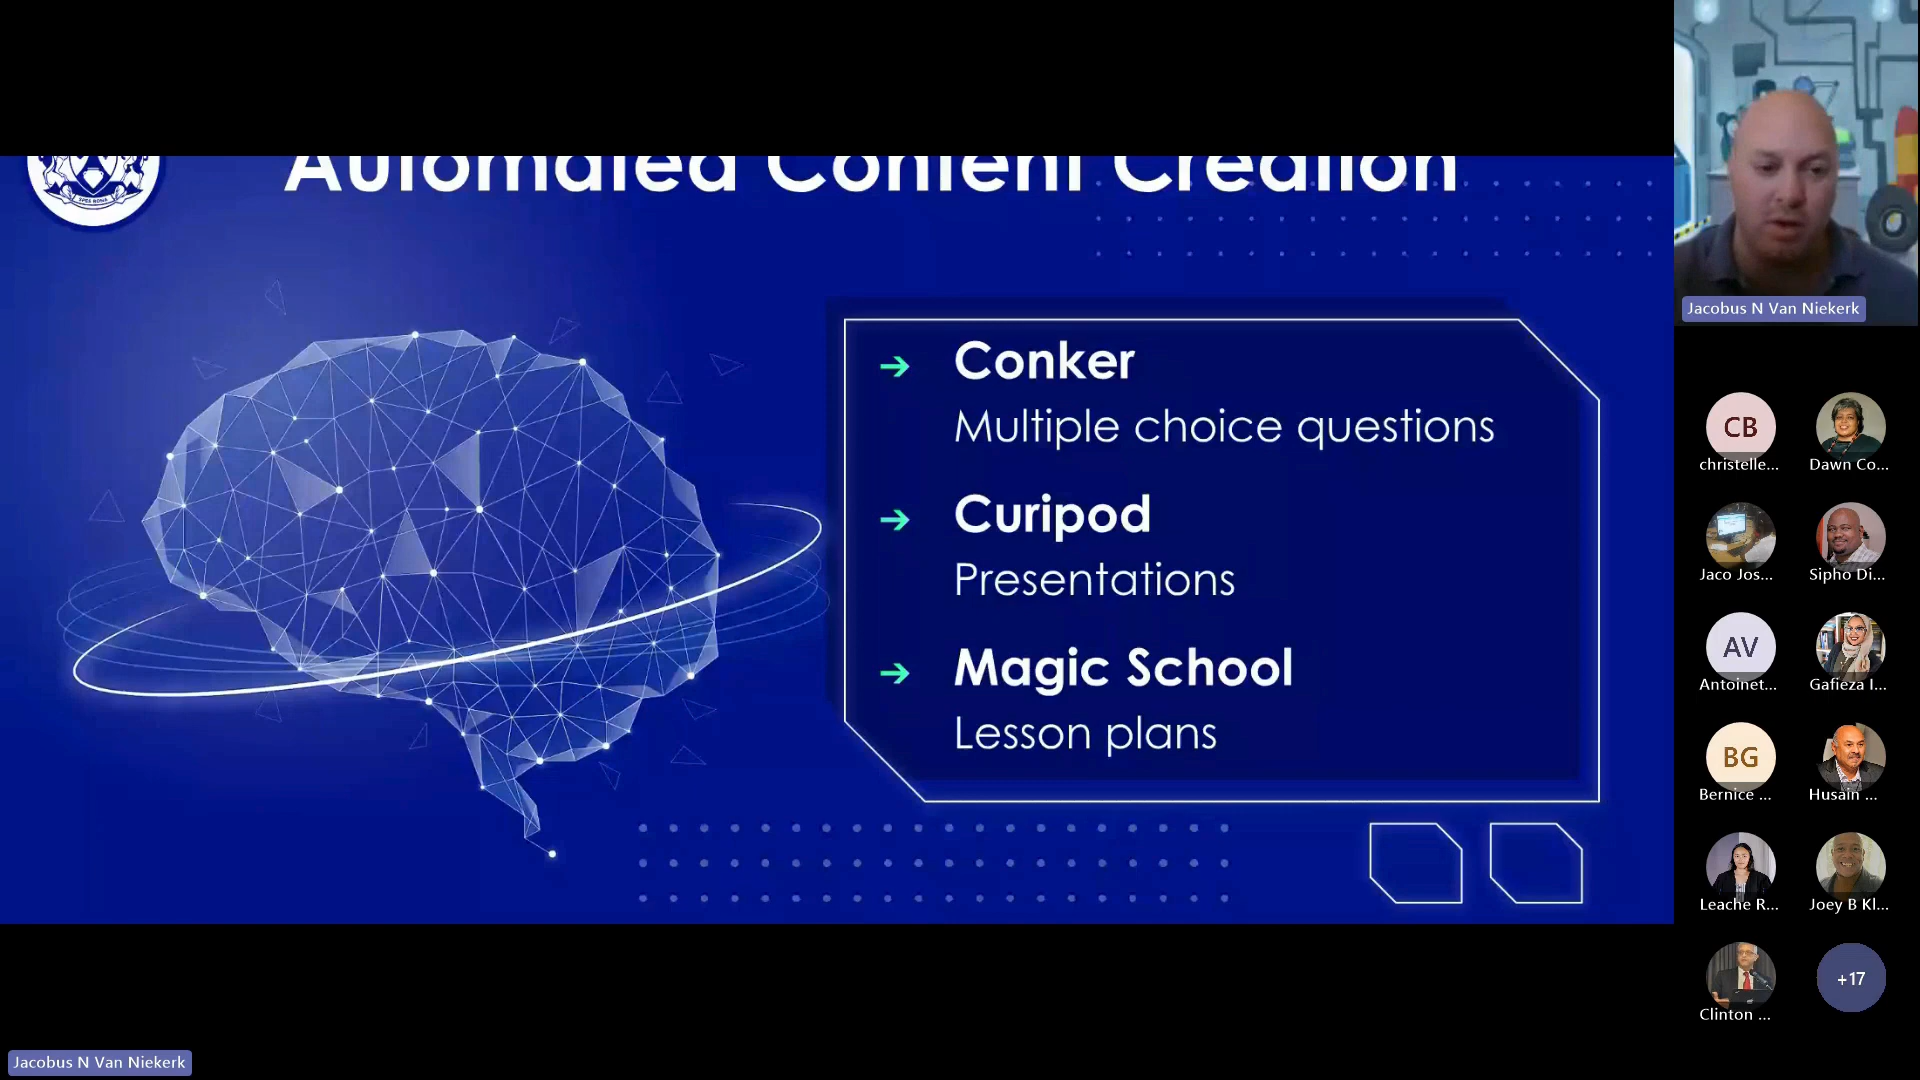 Automated Content Creation
SPES BONA
Conker
Multiple choice questions
Curipod
Presentations
Magic School
Lesson plans
Jacobus N Van Niekerk
CB
christelle...
Dawn Co...
Jaco Jos...
Sipho Di...
AV
Antoinet...
Gafieza I...
BG
Bernice ...
Husain ...
Leache R...
Joey B Kl...
Clinton ...
+17
Jacobus N Van Niekerk